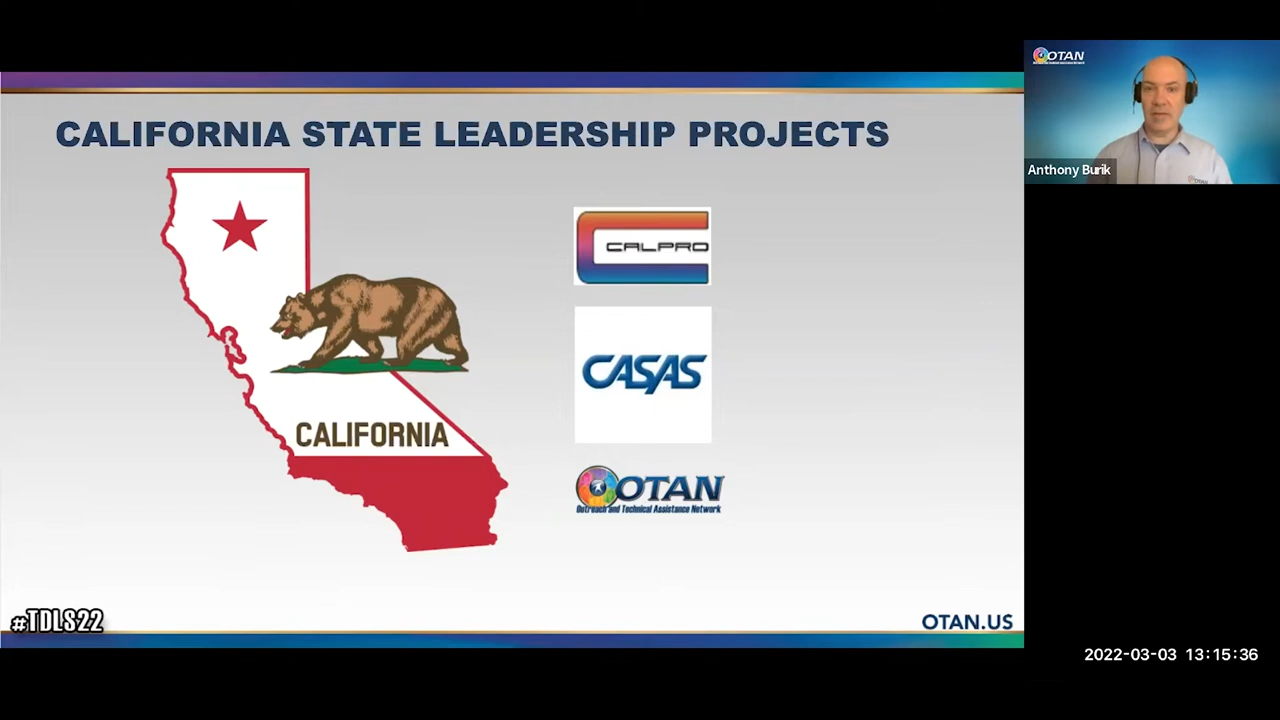 CALIFORNIA STATE LEADERSHIP PROJECTS
CALPRO
CASAS
CALIFORNIA
OTAN
Outreach and Technical Assistance Network
#TDLS22
OTAN.US
OTAN
Anthony Burik
OTAN
2022-03-03 13:15:36